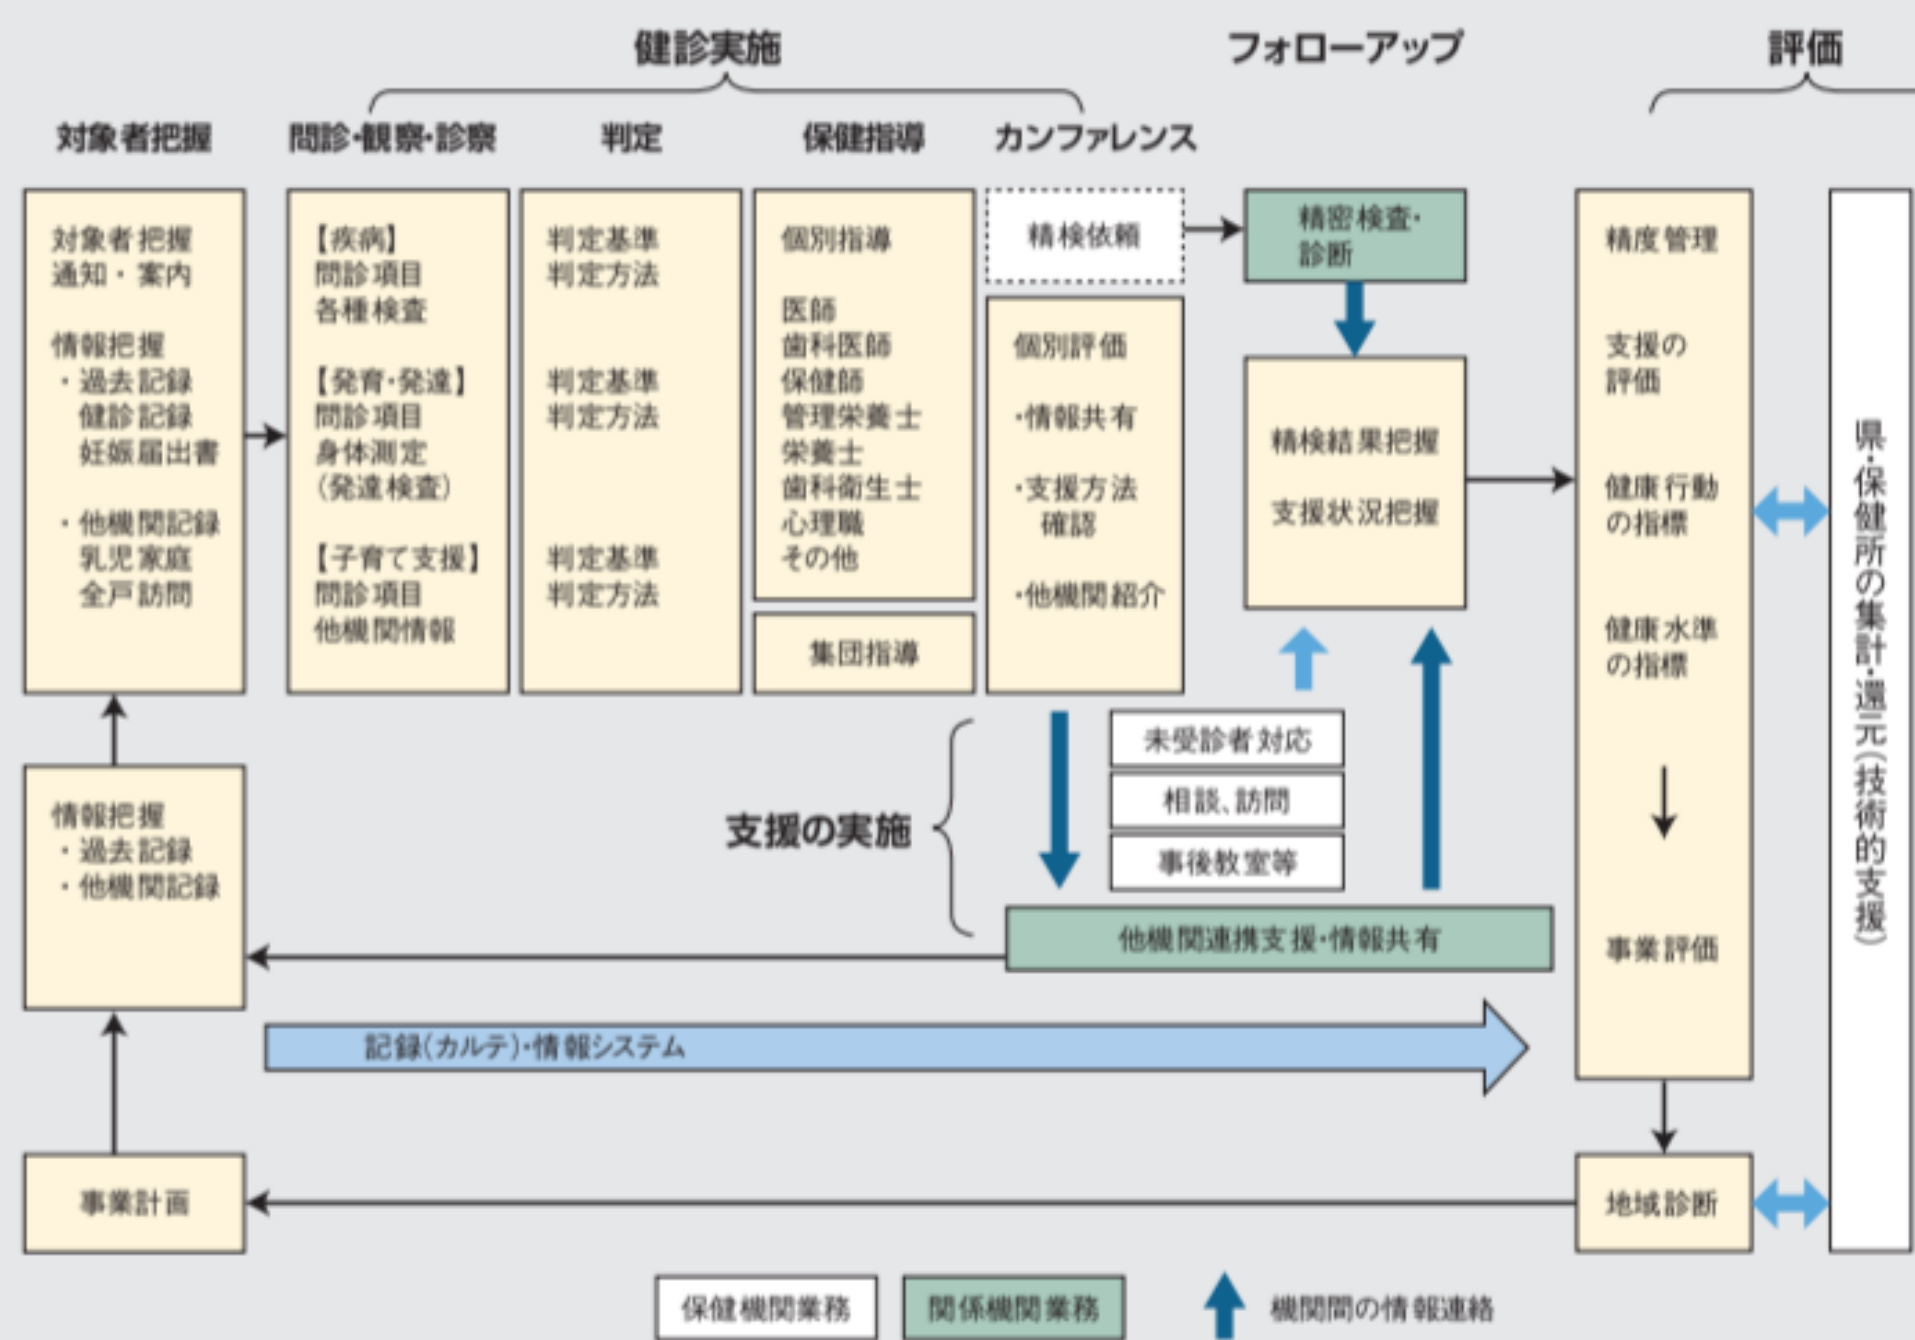 健診実施
フォローアップ
評価
対象者把握
問診・観察・診察
判定
保健指導
カンファレンス
対象者把握
通知・案内
情報把握
・過去記録
健診記録
妊娠届出書
・他機関記録
乳児家庭
全戸訪問
【疾病】
問診項目
各種検査
【発育・発達】
問診項目
身体測定
(発達検査)
【子育て支援】
問診項目
他機関情報
判定基準
判定方法
判定基準
判定方法
判定基準
判定方法
個別指導
医師
歯科医師
保健師
管理栄養士
栄養士
歯科衛生士
心理職
その他
集団指導
精検依頼
個別評価
・情報共有
・支援方法
確認
・他機関紹介
精密検査・
診断
精検結果把握
支援状況把握
精度管理
支援の
評価
健康行動
の指標
健康水準
の指標
事業評価
県・保健所の集計・還元(技術的支援)
情報把握
・過去記録
・他機関記録
支援の実施
未受診者対応
相談、訪問
事後教室等
他機関連携支援・情報共有
記録(カルテ)・情報システム
事業計画
地域診断
保健機関業務
関係機関業務
機関間の情報連絡